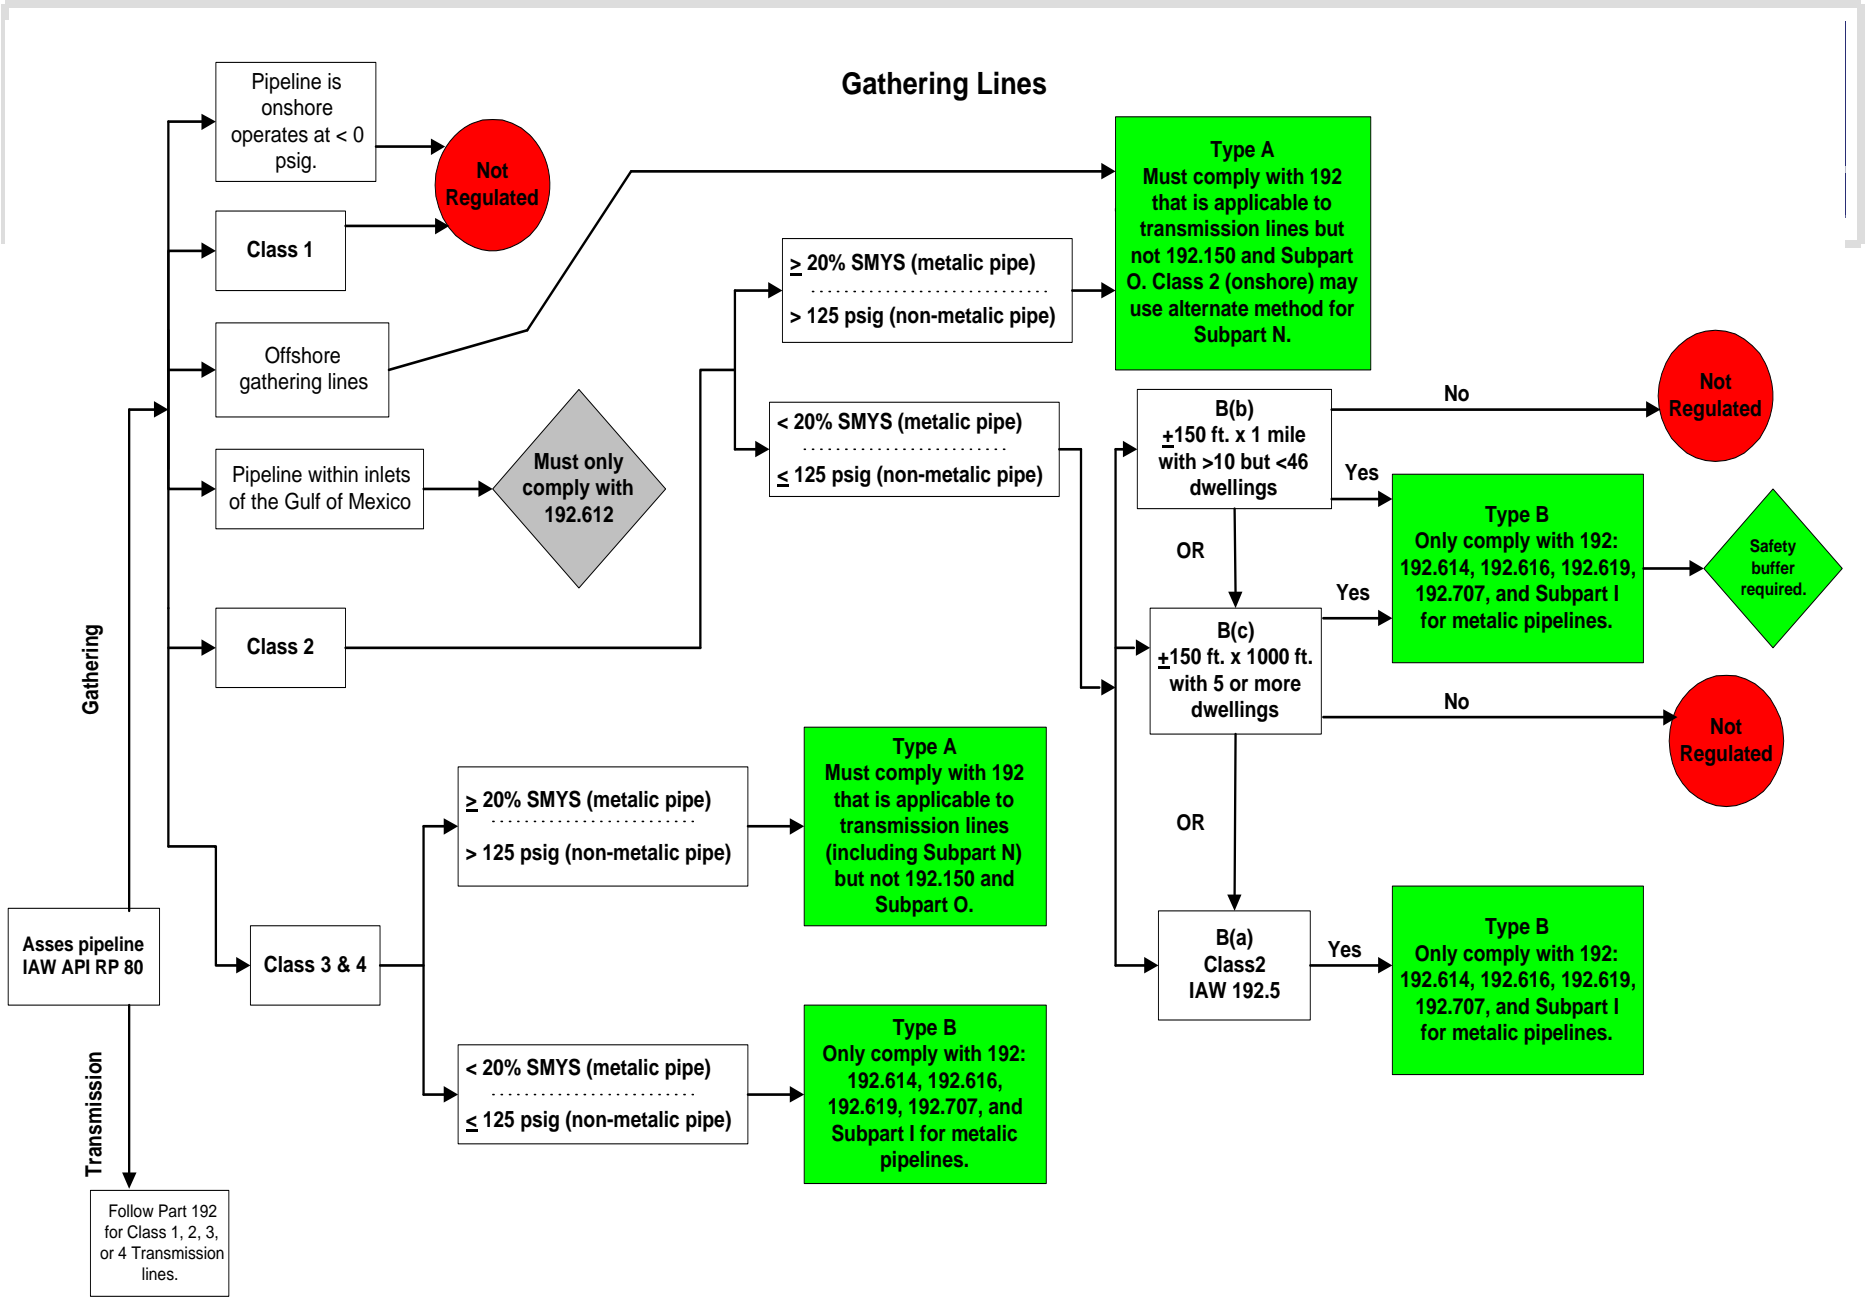 Gathering Lines
Pipeline is
onshore
operates at < 0
psig.
Not
Regulated
Class 1
Offshore
gathering lines
Pipeline within inlets
of the Gulf of Mexico
Must only
comply with
192.612
Class 2
≥ 20% SMYS (metalic pipe)
> 125 psig (non-metalic pipe)
< 20% SMYS (metalic pipe)
≤ 125 psig (non-metalic pipe)
Type A
Must comply with 192
that is applicable to
transmission lines but
not 192.150 and Subpart
O. Class 2 (onshore) may
use alternate method for
Subpart N.
B(b)
±150 ft. x 1 mile
with >10 but <46
dwellings
No
Not
Regulated
Yes
Type B
Only comply with 192:
192.614, 192.616, 192.619,
192.707, and Subpart I
for metalic pipelines.
Safety
buffer
required.
OR
Yes
B(c)
±150 ft. x 1000 ft.
with 5 or more
dwellings
No
Not
Regulated
OR
B(a)
Class2
IAW 192.5
Yes
Type B
Only comply with 192:
192.614, 192.616, 192.619,
192.707, and Subpart I
for metalic pipelines.
Gathering
Asses pipeline
IAW API RP 80
Transmission
Follow Part 192
for Class 1, 2, 3,
or 4 Transmission
lines.
Class 3 & 4
≥ 20% SMYS (metalic pipe)
> 125 psig (non-metalic pipe)
Type A
Must comply with 192
that is applicable to
transmission lines
(including Subpart N)
but not 192.150 and
Subpart O.
< 20% SMYS (metalic pipe)
≤ 125 psig (non-metalic pipe)
Type B
Only comply with 192:
192.614, 192.616,
192.619, 192.707, and
Subpart I for metalic
pipelines.